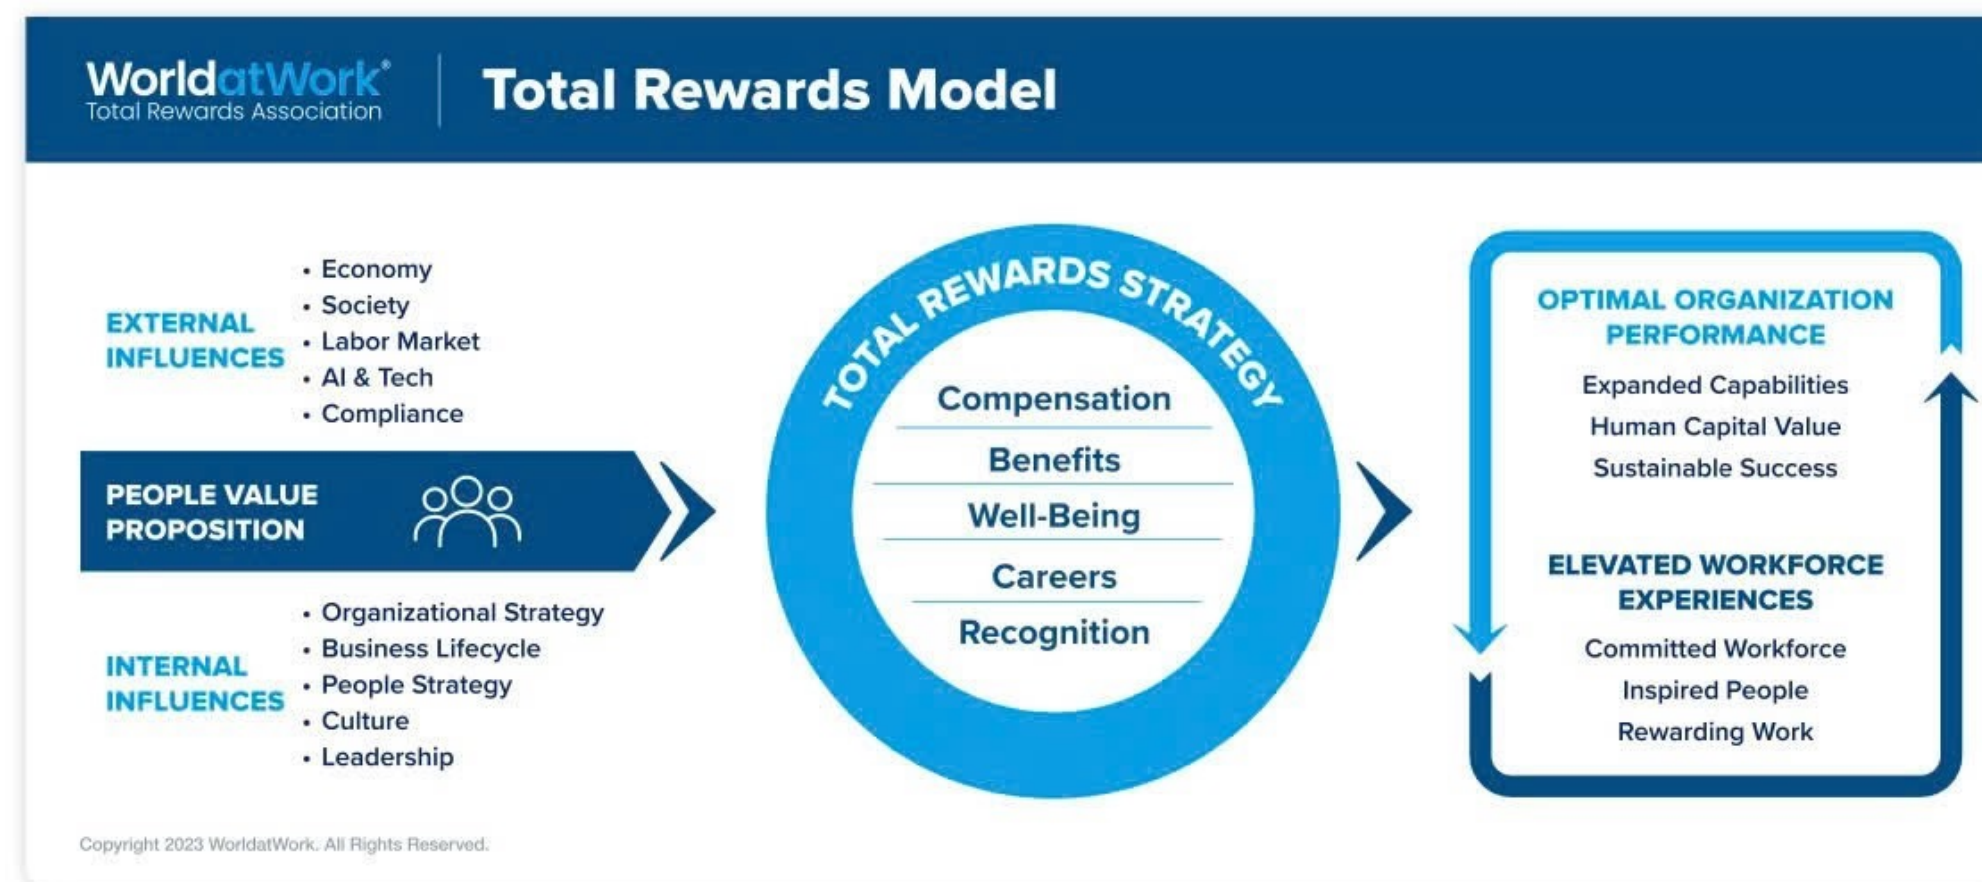 WorldatWork®
Total Rewards Association
Total Rewards Model
EXTERNAL
INFLUENCES
• Economy
• Society
• Labor Market
• AI & Tech
• Compliance
PEOPLE VALUE
PROPOSITION
INTERNAL
INFLUENCES
• Organizational Strategy
• Business Lifecycle
• People Strategy
• Culture
• Leadership
TOTAL REWARDS STRATEGY
Compensation
Benefits
Well-Being
Careers
Recognition
OPTIMAL ORGANIZATION
PERFORMANCE
Expanded Capabilities
Human Capital Value
Sustainable Success
ELEVATED WORKFORCE
EXPERIENCES
Committed Workforce
Inspired People
Rewarding Work
Copyright 2023 WorldatWork. All Rights Reserved.